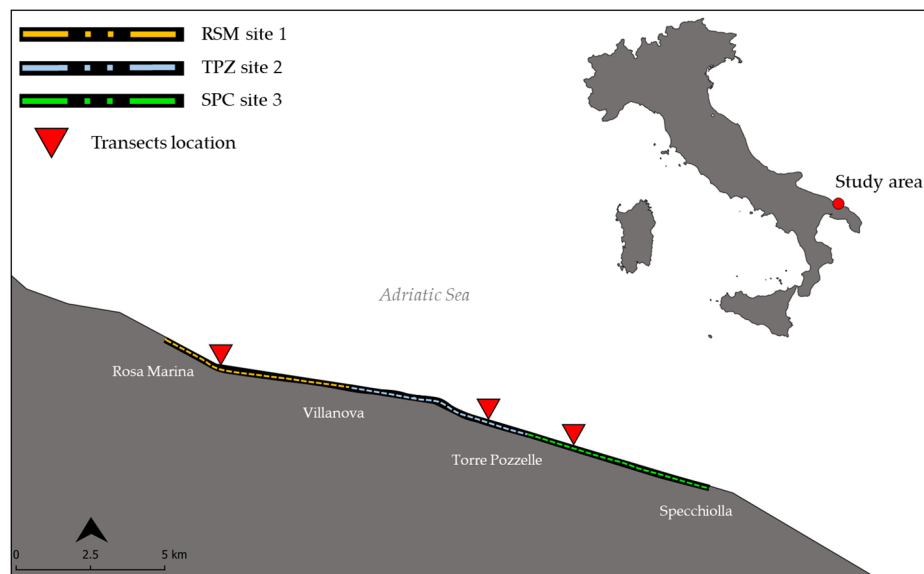 RSM site 1
TPZ site 2
SPC site 3
Transects location
Study area
Adriatic Sea
Rosa Marina
Villanova
Torre Pozzelle
Specchiolla
0 2.5 5 km